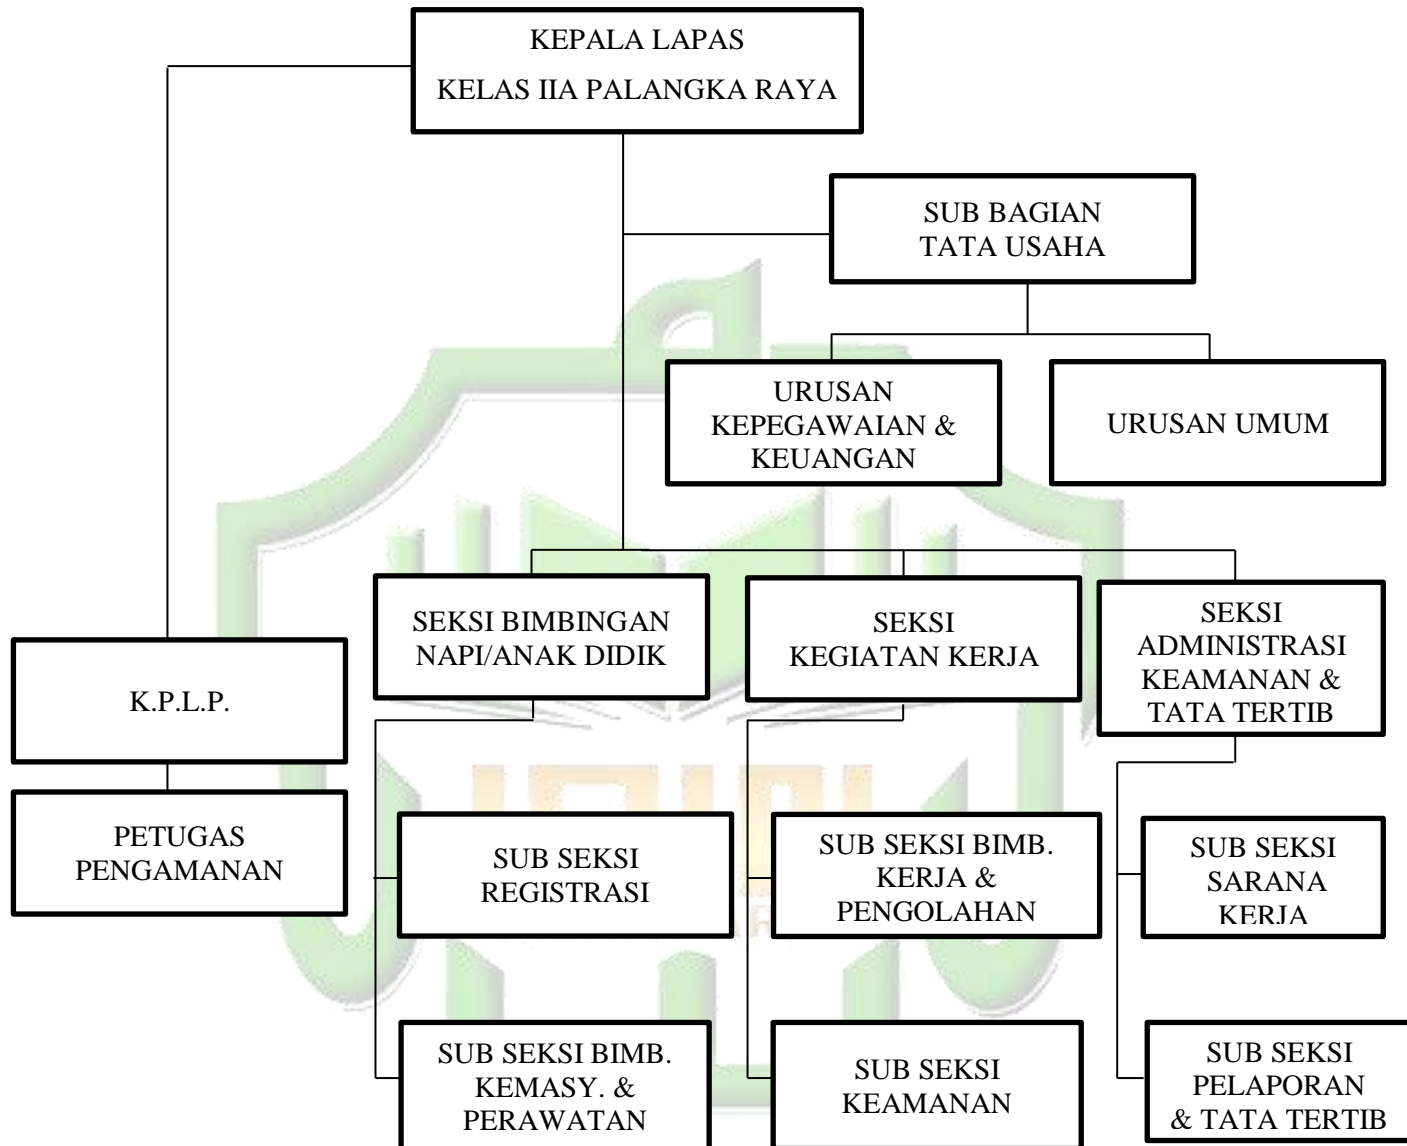 KEPALA LAPAS
KELAS IIA PALANGKA RAYA
SUB BAGIAN
TATA USAHA
URUSAN
KEPEGAWAIAN &
KEUANGAN
URUSAN UMUM
SEKSI BIMBINGAN
NAPI/ANAK DIDIK
SEKSI
KEGIATAN KERJA
SEKSI
ADMINISTRASI
KEAMANAN &
TATA TERTIB
K.P.L.P.
PETUGAS
PENGAMANAN
SUB SEKSI
REGISTRASI
SUB SEKSI BIMB.
KERJA &
PENGOLAHAN
SUB SEKSI
SARANA
KERJA
SUB SEKSI BIMB.
KEMASY. &
PERAWATAN
SUB SEKSI
KEAMANAN
SUB SEKSI
PELAPORAN
& TATA TERTIB